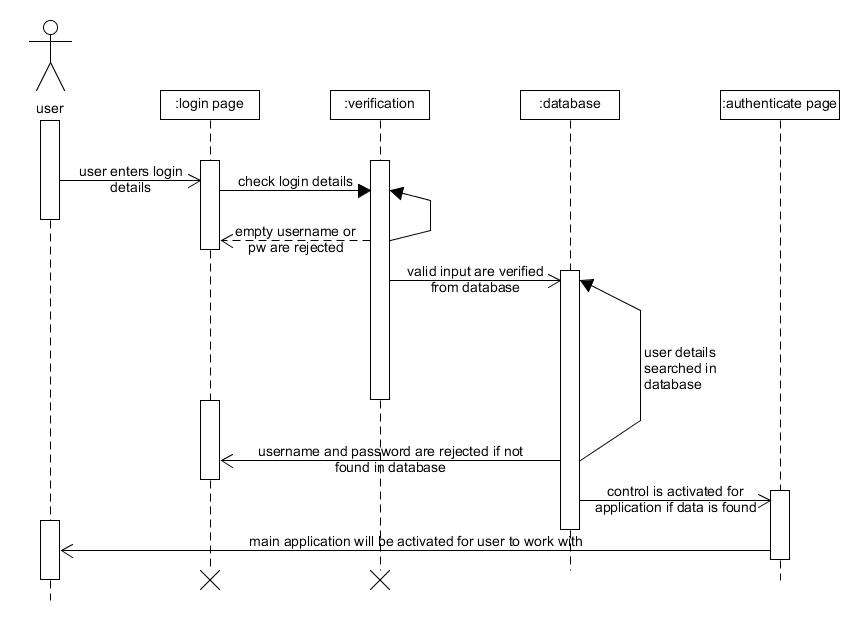 user
:login page
:verification
:database
:authenticate page
user enters login
details
check login details
empty username or
pw are rejected
valid input are verified
from database
user details
searched in
database
username and password are rejected if not
found in database
control is activated for
application if data is found
main application will be activated for user to work with